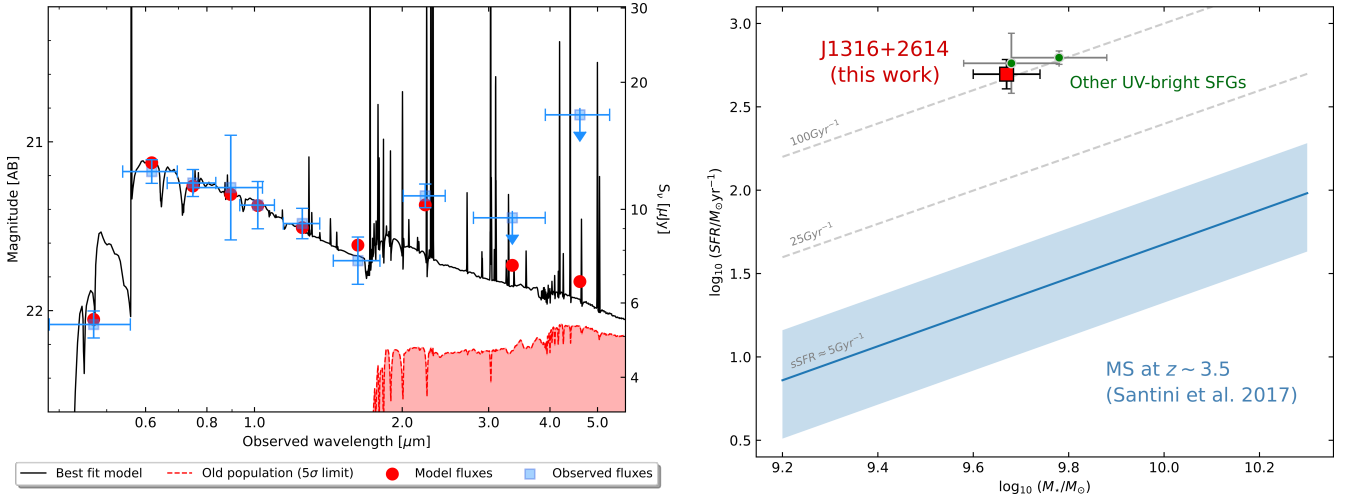 21
22
Magnitude [AB]
30
20
10
6
4
Sν [μJy]
0.6
0.8
1.0
2.0
3.0
4.0
5.0
Observed wavelength [μm]
Best fit model
Old population (5σ limit)
Model fluxes
Observed fluxes
3.0
2.5
2.0
1.5
1.0
0.5
log₁₀ (SFR/M⊙yr⁻¹)
J1316+2614
(this work)
Other UV-bright SFGs
100Gyr⁻¹
25Gyr⁻¹
sSFR ≈ 5Gyr⁻¹
MS at z ~ 3.5
(Santini et al. 2017)
9.2
9.4
9.6
9.8
10.0
10.2
log₁₀ (M⋆/M⊙)